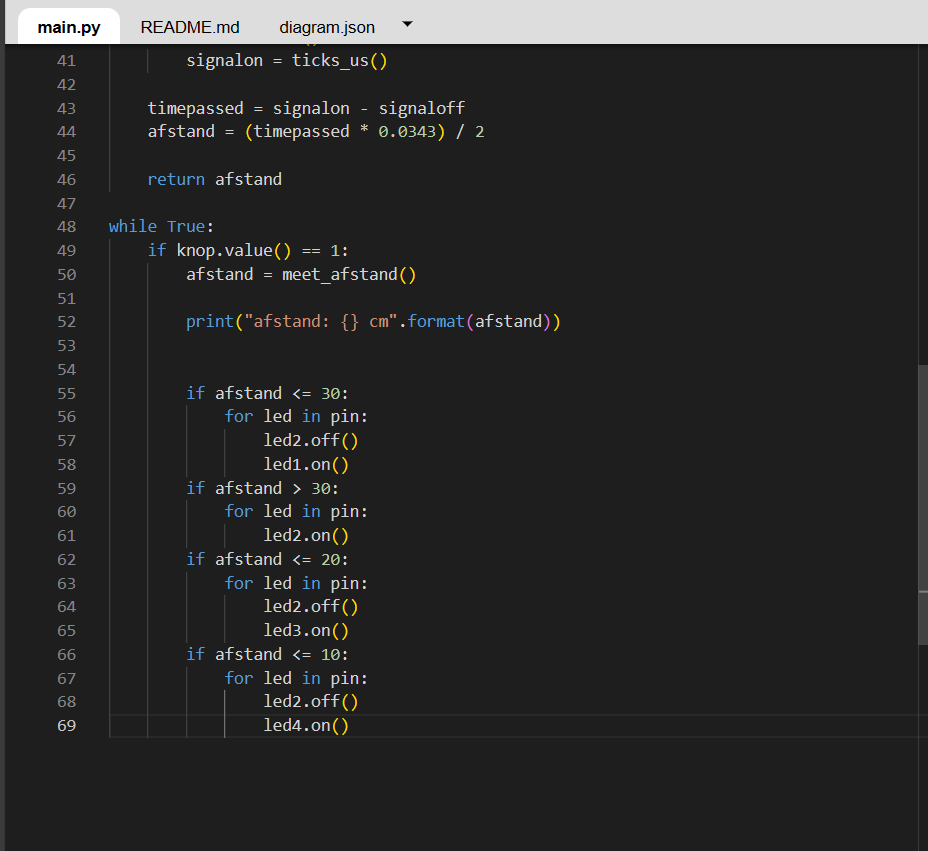 main.py README.md diagram.json
41 signalon = ticks_us()
42
43 timepassed = signalon - signaloff
44 afstand = (timepassed * 0.0343) / 2
45
46 return afstand
47
48 while True:
49 if knop.value() == 1:
50 afstand = meet_afstand()
51
52 print("afstand: {} cm".format(afstand))
53
54
55 if afstand <= 30:
56 for led in pin:
57 led2.off()
58 led1.on()
59 if afstand > 30:
60 for led in pin:
61 led2.on()
62 if afstand <= 20:
63 for led in pin:
64 led2.off()
65 led3.on()
66 if afstand <= 10:
67 for led in pin:
68 led2.off()
69 led4.on()